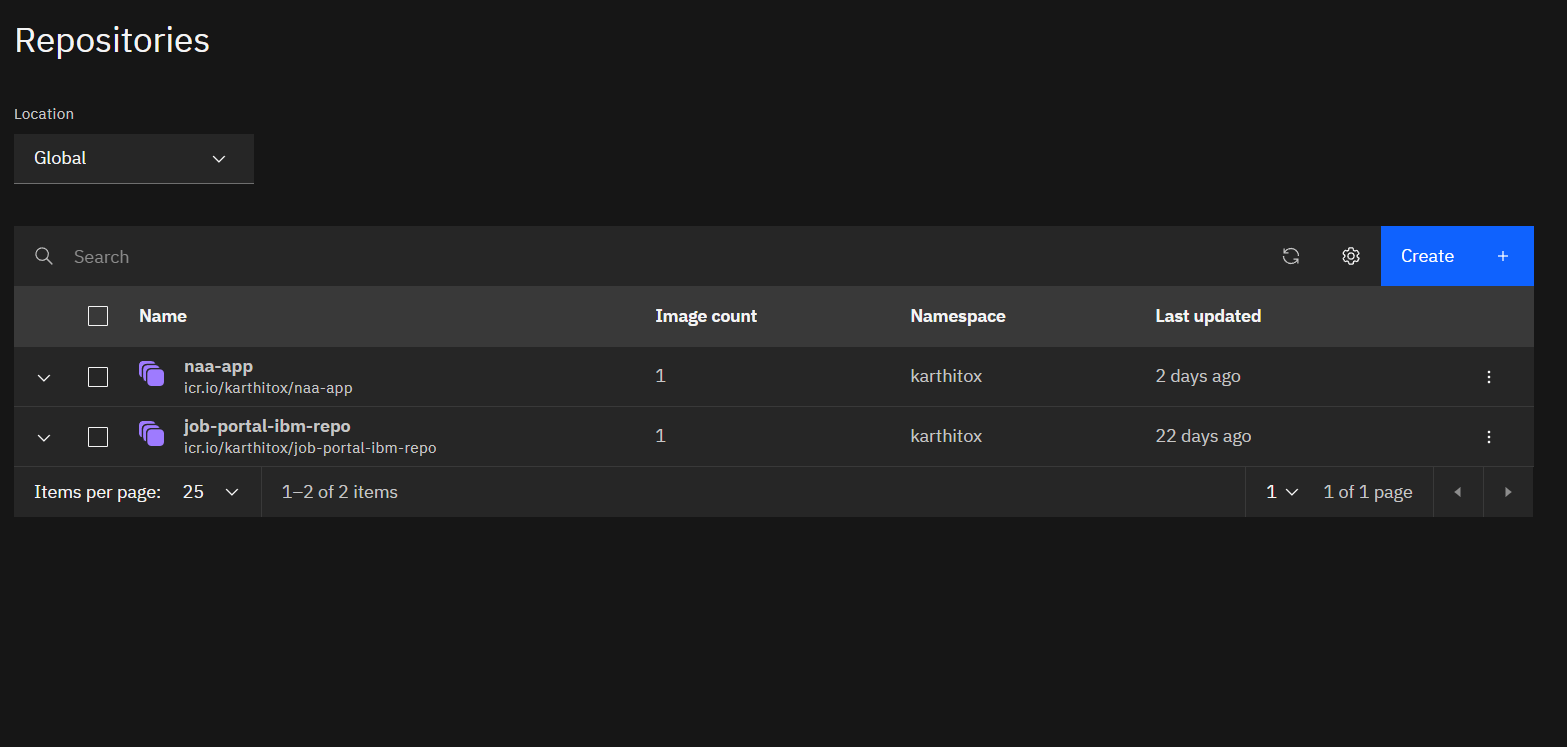 Repositories
Location
Global
Search
Create +
Name Image count Namespace Last updated
naa-app
icr.io/karthitox/naa-app
1 karthitox 2 days ago
job-portal-ibm-repo
icr.io/karthitox/job-portal-ibm-repo
1 karthitox 22 days ago
Items per page: 25 1–2 of 2 items 1 1 of 1 page